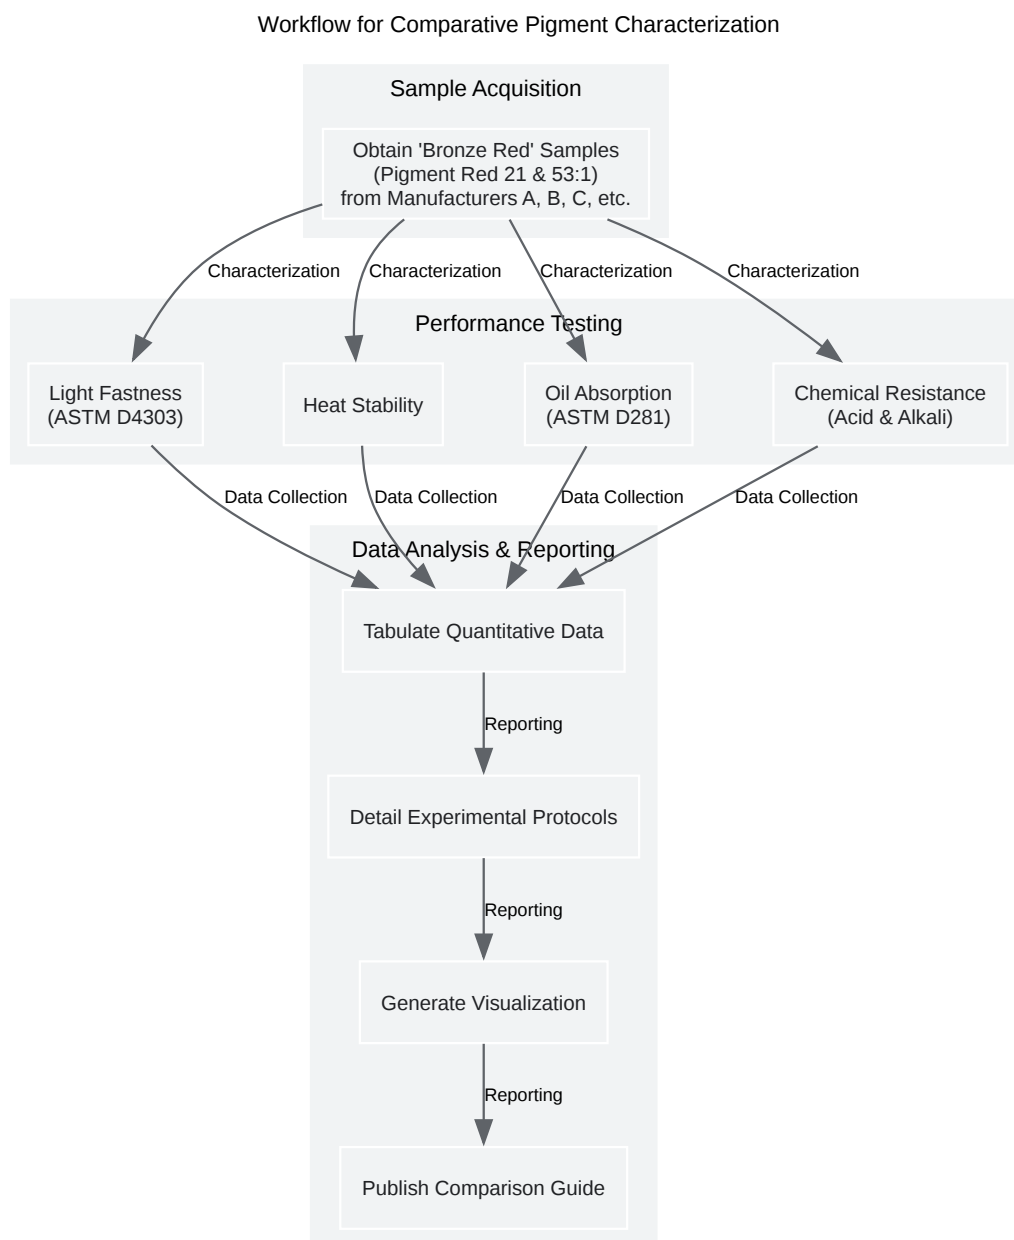 Workflow for Comparative Pigment Characterization
Sample Acquisition
Obtain 'Bronze Red' Samples
(Pigment Red 21 & 53:1)
from Manufacturers A, B, C, etc.
Characterization
Characterization
Characterization
Characterization
Performance Testing
Light Fastness
(ASTM D4303)
Heat Stability
Oil Absorption
(ASTM D281)
Chemical Resistance
(Acid & Alkali)
Data Collection
Data Collection
Data Collection
Data Collection
Data Analysis & Reporting
Tabulate Quantitative Data
Reporting
Detail Experimental Protocols
Reporting
Generate Visualization
Reporting
Publish Comparison Guide